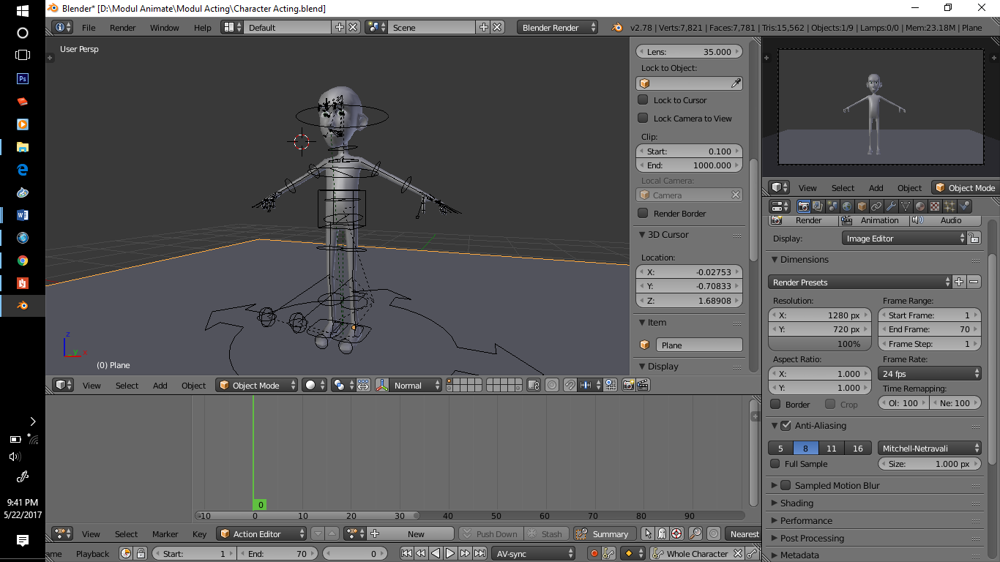 Blender* [D:\Modul Animate\Modul Acting\Character Acting.blend]
File Render Window Help Default Scene Blender Render v2.78 | Verts:7,821 | Faces:7,781 | Tris:15,562 | Objects:1/9 | Lamps:0/0 | Mem:23.18M | Plane
User Persp
Lens: 35.000
Lock to Object:
Lock to Cursor
Lock Camera to View
Clip:
Start: 0.100
End: 1000.000
Local Camera:
Camera
Render Border
3D Cursor
Location:
X: -0.02753
Y: -0.70833
Z: 1.68908
Item
Plane
Display
z
y x
(0) Plane
View Select Add Object Object Mode Normal
View Select Add Object Object Mode
Render Animation Audio
Display: Image Editor
Dimensions
Render Presets
Resolution: Frame Range:
X: 1280 px Start Frame: 1
Y: 720 px End Frame: 70
100% Frame Step: 1
Aspect Ratio: Frame Rate:
X: 1.000 24 fps
Y: 1.000 Time Remapping:
Border Crop Ol: 100 Ne: 100
Anti-Aliasing
5 8 11 16 Mitchell-Netravali
Full Sample Size: 1.000 px
Sampled Motion Blur
Shading
Performance
Post Processing
Metadata
0
-10 0 10 20 30 40 50 60 70 80 90
View Select Marker Key Action Editor New Push Down Stash Summary Nearest
ame Playback Start: 1 End: 70 0 AV-sync Whole Character
Ps
9:41 PM
5/22/2017